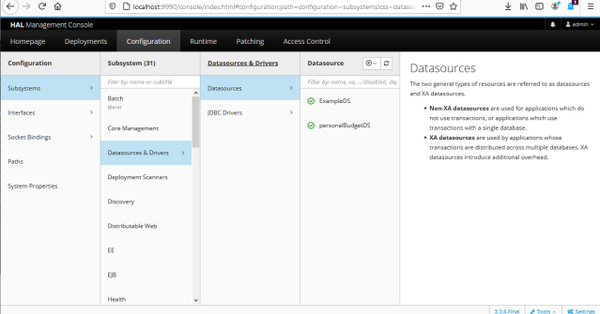 localhost:9990/console/index.html#configuration;path=configuration~subsystems!css~dataso
HAL Management Console
admin
Homepage Deployments Configuration Runtime Patching Access Control
Configuration
Subsystems
Interfaces
Socket Bindings
Paths
System Properties
Subsystem (31)
Filter by: name or subtitle
Batch
JBeret
Core Management
Datasources & Drivers
Deployment Scanners
Discovery
Distributable Web
EE
EJB
Health
Datasources & Drivers
Datasources
JDBC Drivers
Datasource
Filter by: name, xa, .../disabled, dep
ExampleDS
personalBudgetDS
Datasources
The two general types of resources are referred to as datasources
and XA datasources.
• Non-XA datasources are used for applications which do
not use transactions, or applications which use
transactions with a single database.
• XA datasources are used by applications whose
transactions are distributed across multiple databases. XA
datasources introduce additional overhead.
3.3.6.Final Tools Settings